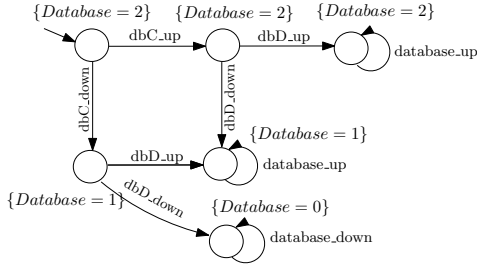 {Database = 2}
{Database = 2}
{Database = 2}
dbC_up
dbD_up
database_up
dbC_down
dbD_down
{Database = 1}
dbD_up
database_up
{Database = 1}
dbD_down
{Database = 0}
database_down